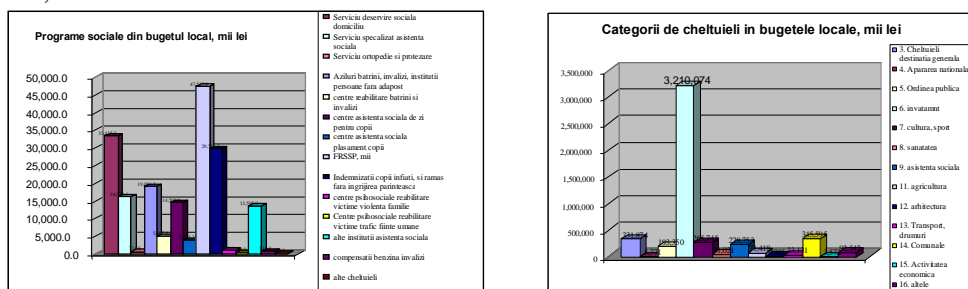 Programe sociale din bugetul local, mii lei
50,000.0
45,000.0
40,000.0
35,000.0
30,000.0
25,000.0
20,000.0
15,000.0
10,000.0
5,000.0
0.0
Serviciu deservire sociala
domiciliu
Serviciu specializat asistenta
sociala
Serviciu ortopedie si protezare
Aziluri batrini, invalizi, institutii
persoane fara adapost
centre reabilitare batrini si
invalizi
centre asistenta sociala de zi
pentru copii
centre asistenta sociala
plasament copii
FRSSP, mii
Indemnizatii copii infiati, si ramas
fara ingrijirea parinteasca
centre psihosociale reabilitare
victime violenta familie
Centre psihosociale reabilitare
victime trafic fiinte umane
alte institutii asistenta sociala
compensatii benzina invalizi
alte cheltuieli
Categorii de cheltuieli in bugetele locale, mii lei
3,500,000
3,000,000
2,500,000
2,000,000
1,500,000
1,000,000
500,000
0
3,210,074
193,350
3. Cheltuieli
destinatia generala
4. Apararea nationala
5. Ordinea publica
6. invatamnt
7. cultura, sport
8. sanatatea
9. asistenta sociala
11. agricultura
12. arhitectura
13. Transport,
drumuri
14. Comunale
15. Activitatea
economica
16. altele